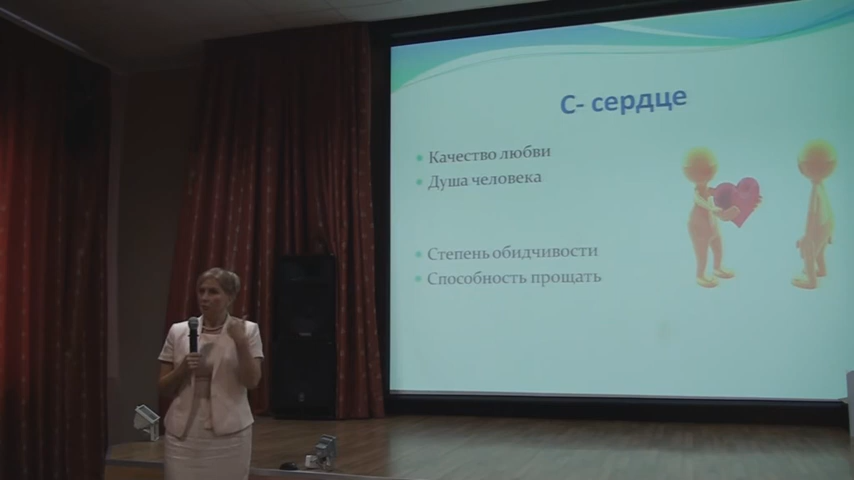 С- сердце
Качество любви
Душа человека
Степень обидчивости
Способность прощать